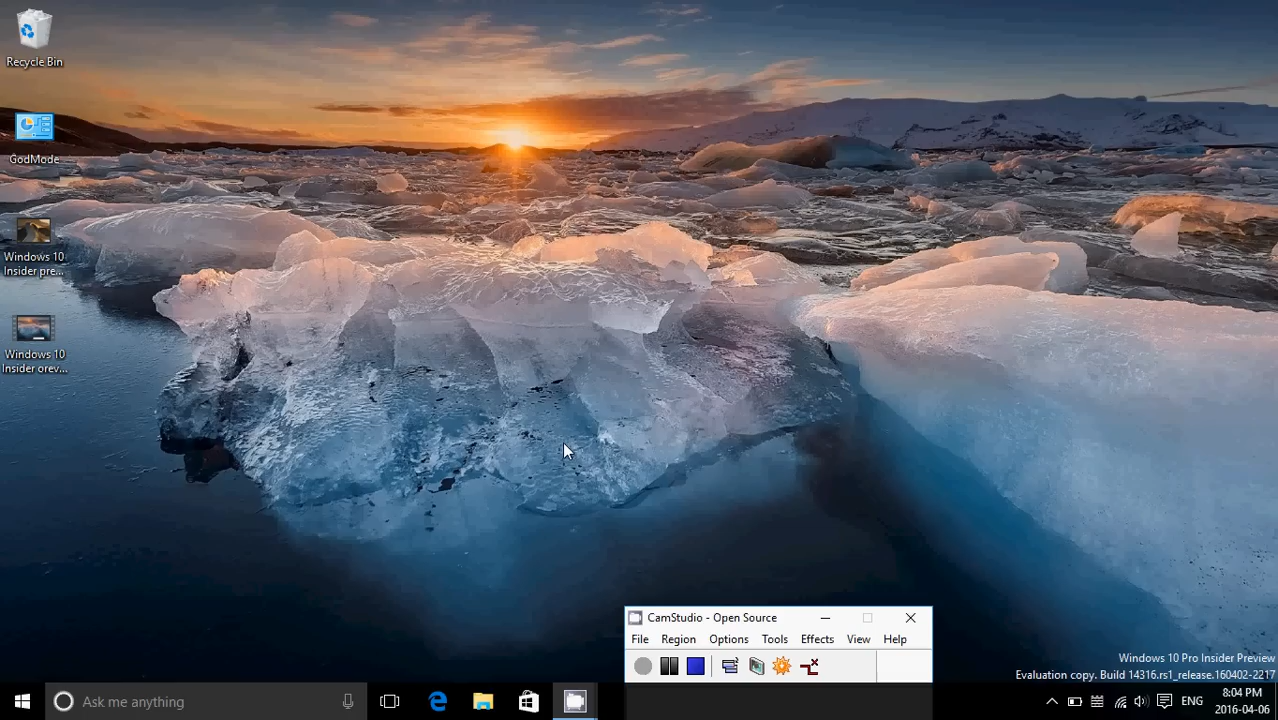 Recycle Bin
GodMode
Windows 10
Insider pre...
Windows 10
Insider orev...
CamStudio - Open Source
File Region Options Tools Effects View Help
Windows 10 Pro Insider Preview
Evaluation copy. Build 14316.rs1_release.160402-2217
Ask me anything
ENG
8:04 PM
2016-04-06